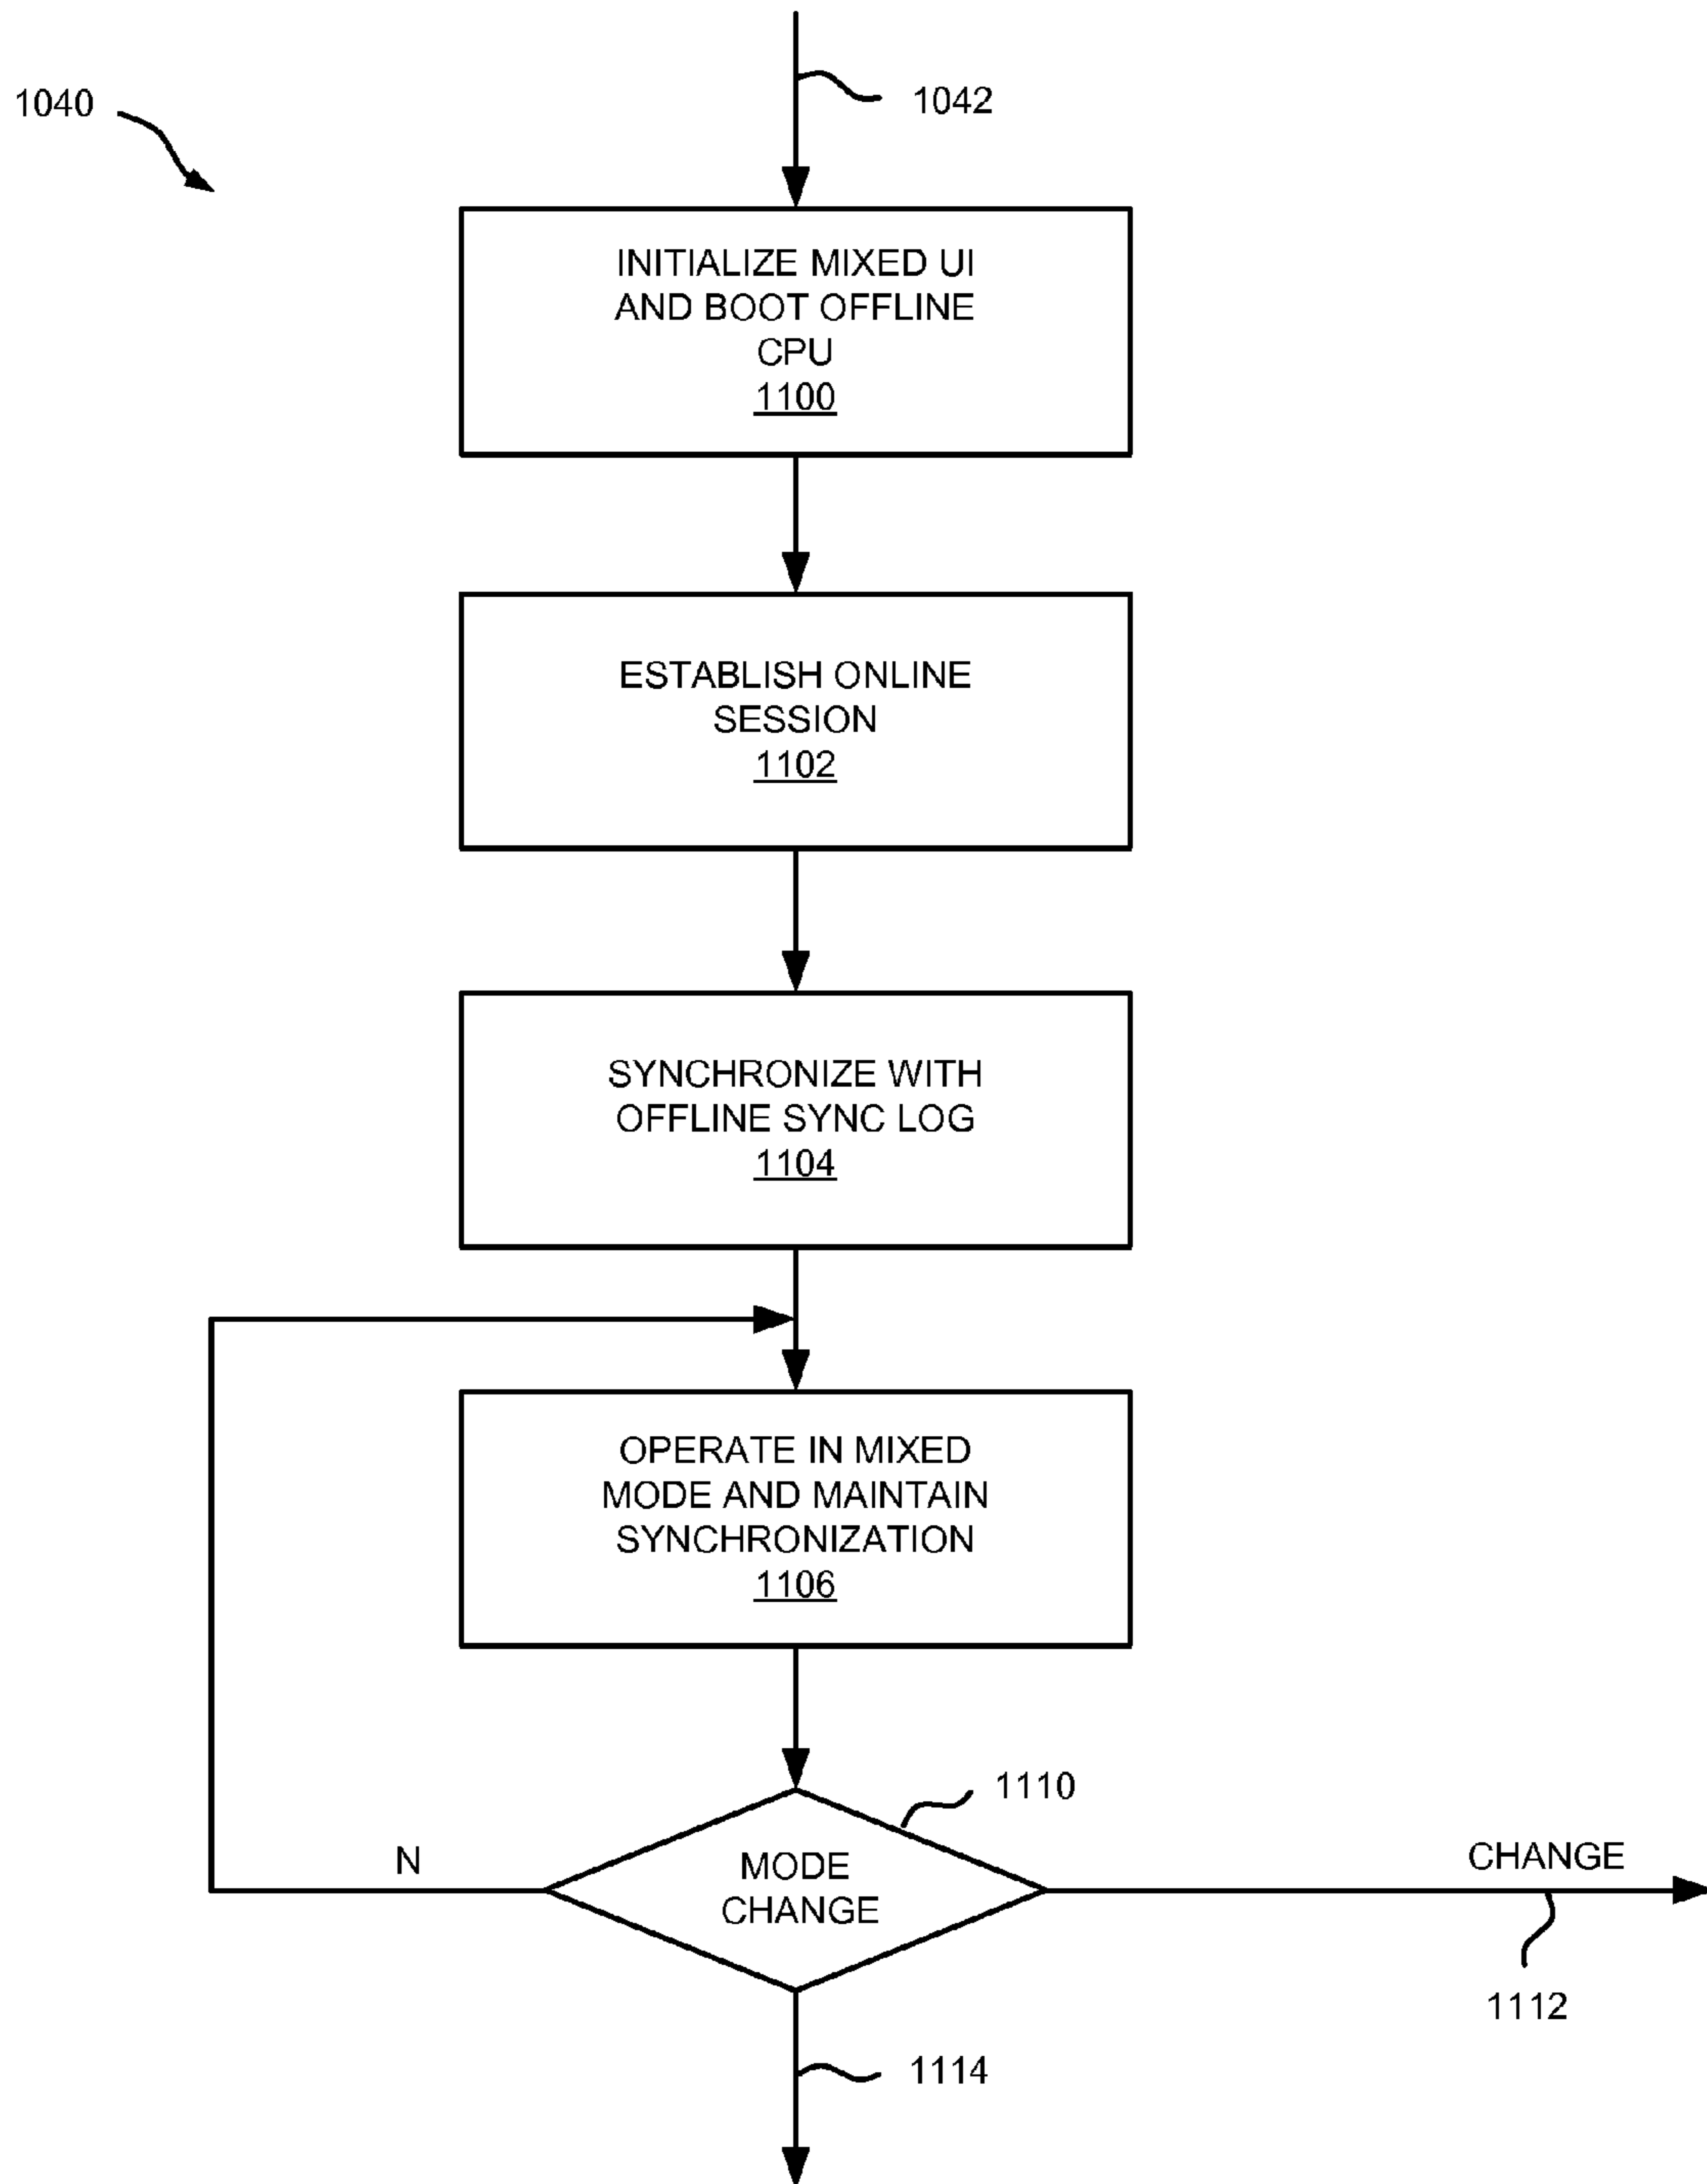 1040
1042
INITIALIZE MIXED UI
AND BOOT OFFLINE
CPU
1100
ESTABLISH ONLINE
SESSION
1102
SYNCHRONIZE WITH
OFFLINE SYNC LOG
1104
OPERATE IN MIXED
MODE AND MAINTAIN
SYNCHRONIZATION
1106
1110
N
MODE
CHANGE
CHANGE
1112
1114